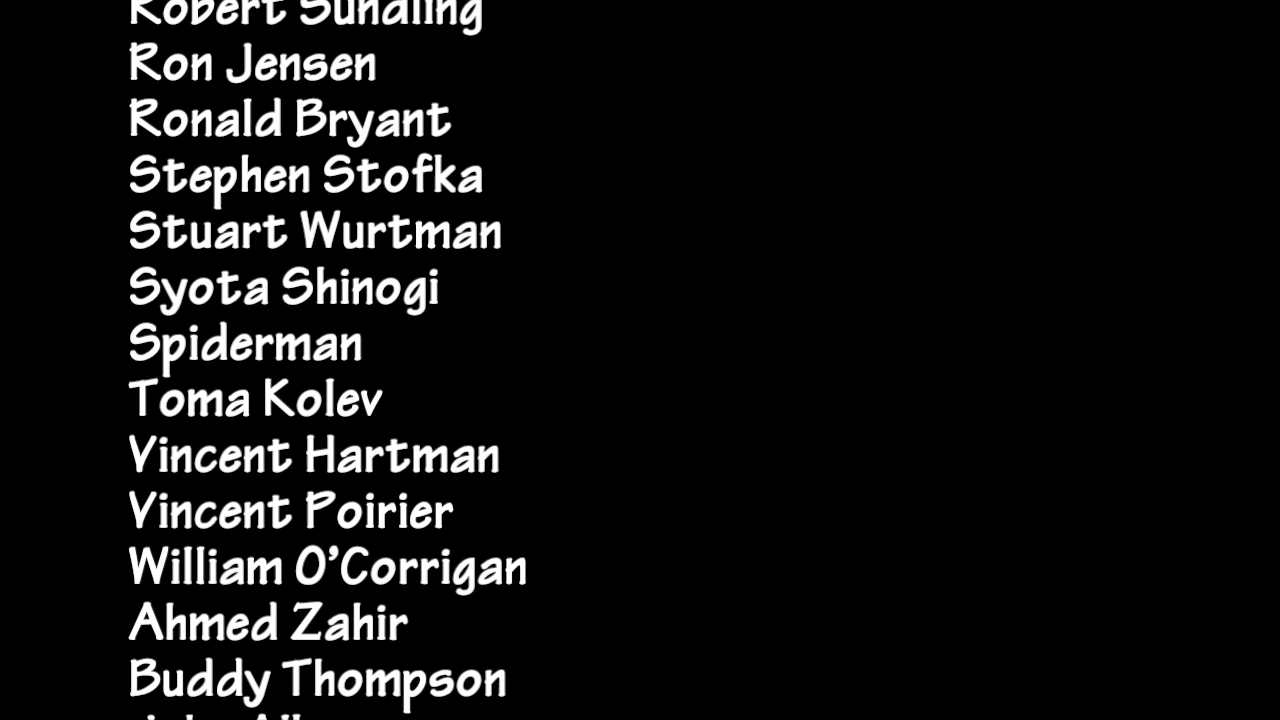 Robert Sundling
Ron Jensen
Ronald Bryant
Stephen Stofka
Stuart Wurtman
Syota Shinogi
Spiderman
Toma Kolev
Vincent Hartman
Vincent Poirier
William O’Corrigan
Ahmed Zahir
Buddy Thompson